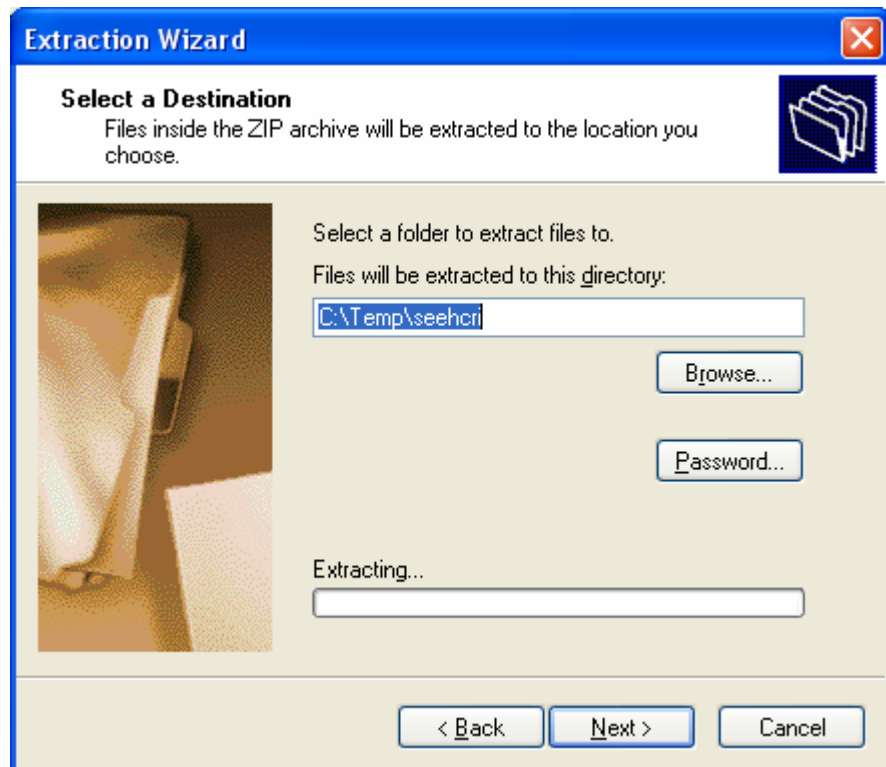 Extraction Wizard
Select a Destination
Files inside the ZIP archive will be extracted to the location you
choose.
Select a folder to extract files to.
Files will be extracted to this directory:
C:\Temp\seehcri
Browse...
Password...
Extracting...
< Back
Next >
Cancel